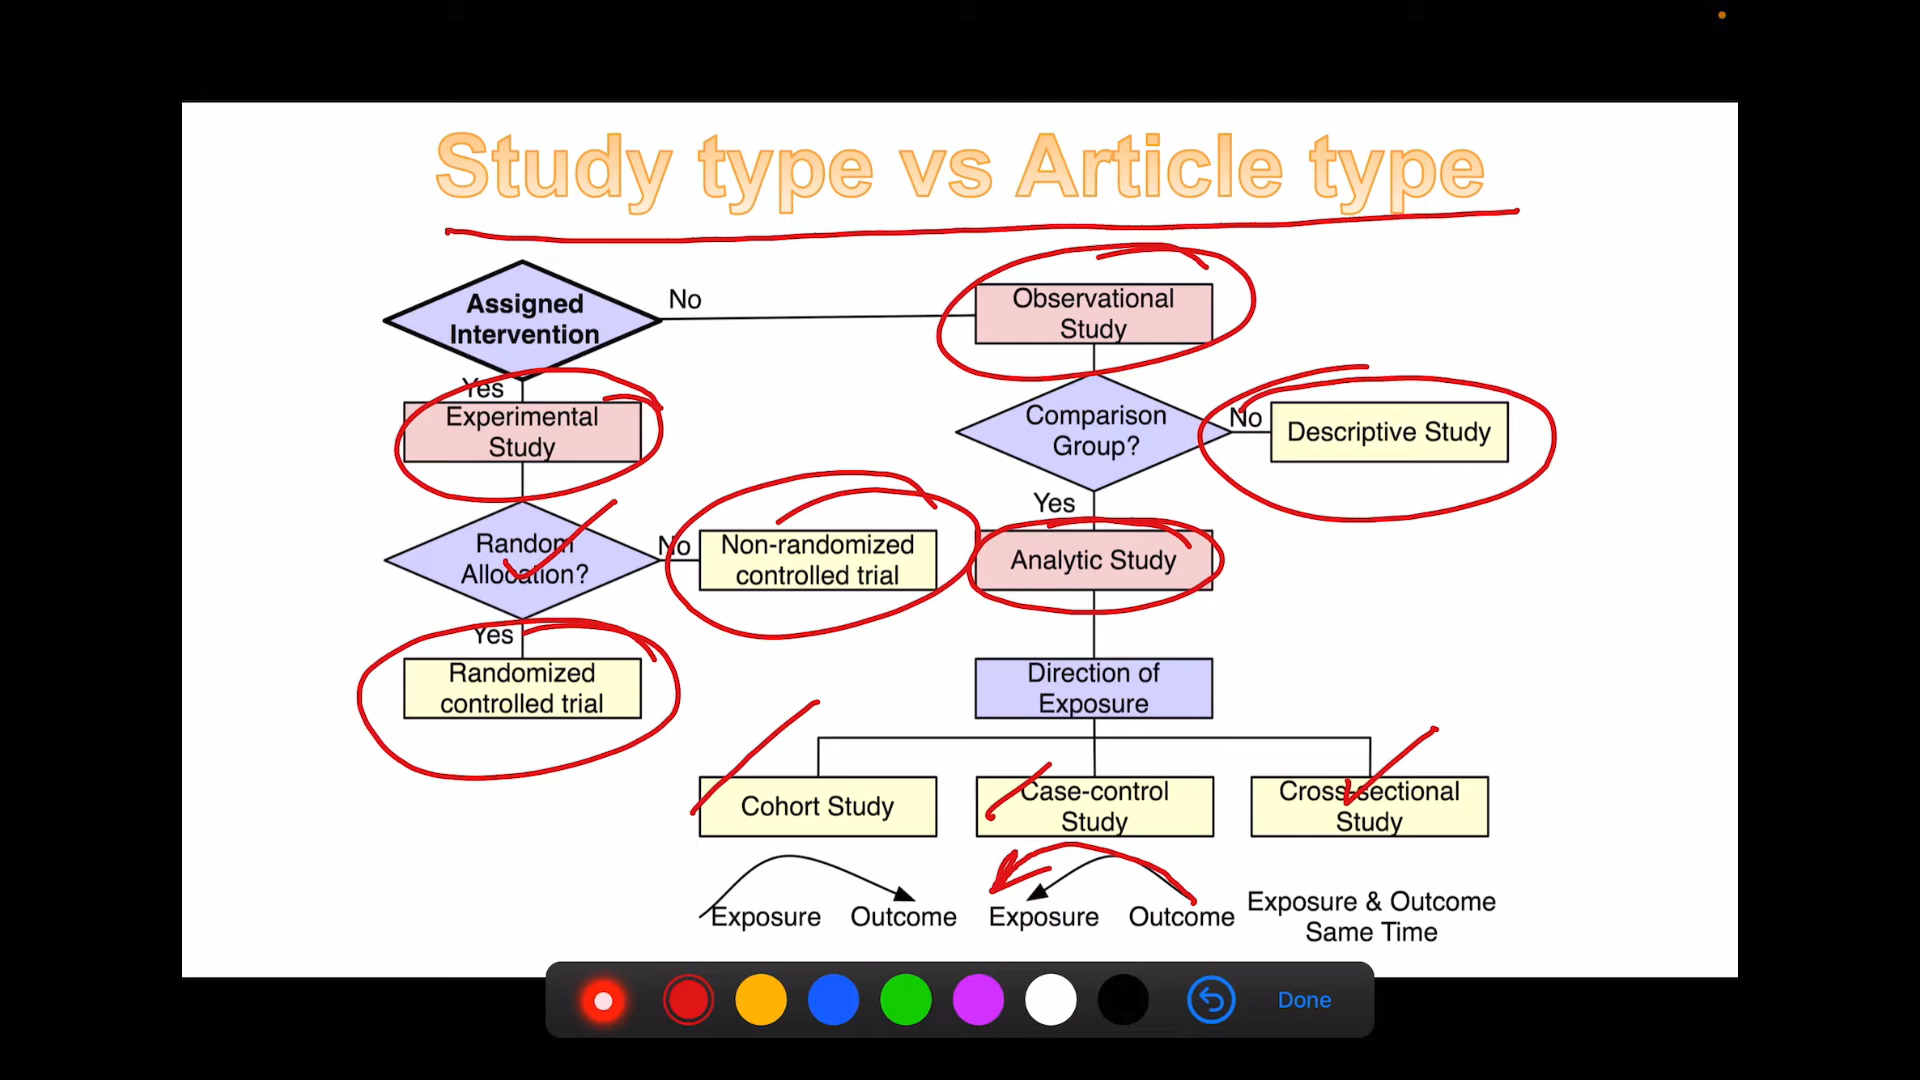 Study type vs Article type
Assigned
Intervention
No
Observational
Study
Yes
Experimental
Study
Comparison
Group?
No
Descriptive Study
Yes
Random
Allocation?
No
Non-randomized
controlled trial
Analytic Study
Yes
Randomized
controlled trial
Direction of
Exposure
Cohort Study
Case-control
Study
Cross-sectional
Study
Exposure
Outcome
Exposure
Outcome
Exposure & Outcome
Same Time
Done